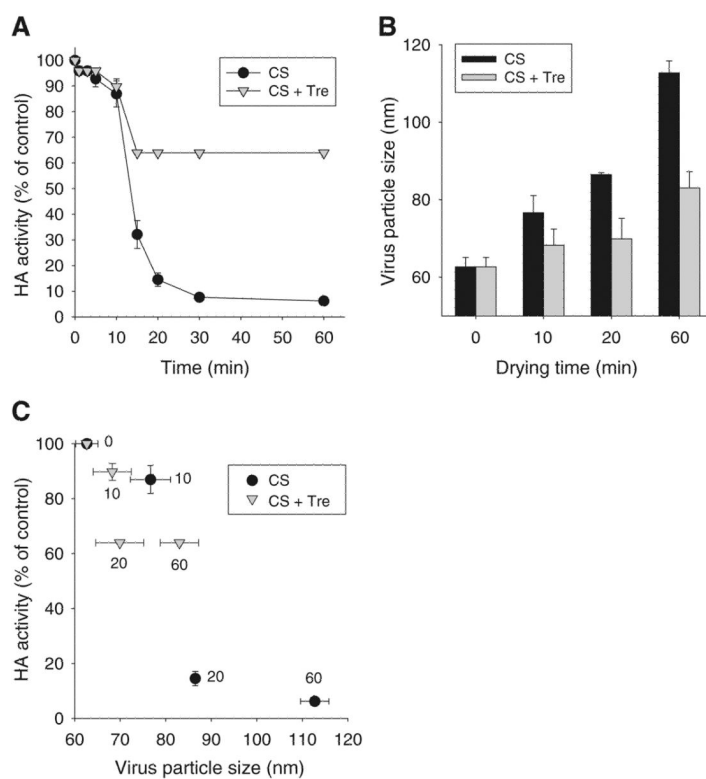 A
HA activity (% of control)
100
90
80
70
60
50
40
30
20
10
0
0 10 20 30 40 50 60
Time (min)
CS
CS + Tre
B
Virus particle size (nm)
120
100
80
60
0 10 20 60
Drying time (min)
CS
CS + Tre
C
HA activity (% of control)
100
80
60
40
20
0
60 70 80 90 100 110 120
Virus particle size (nm)
CS
CS + Tre
0
10
10
20
60
20
60